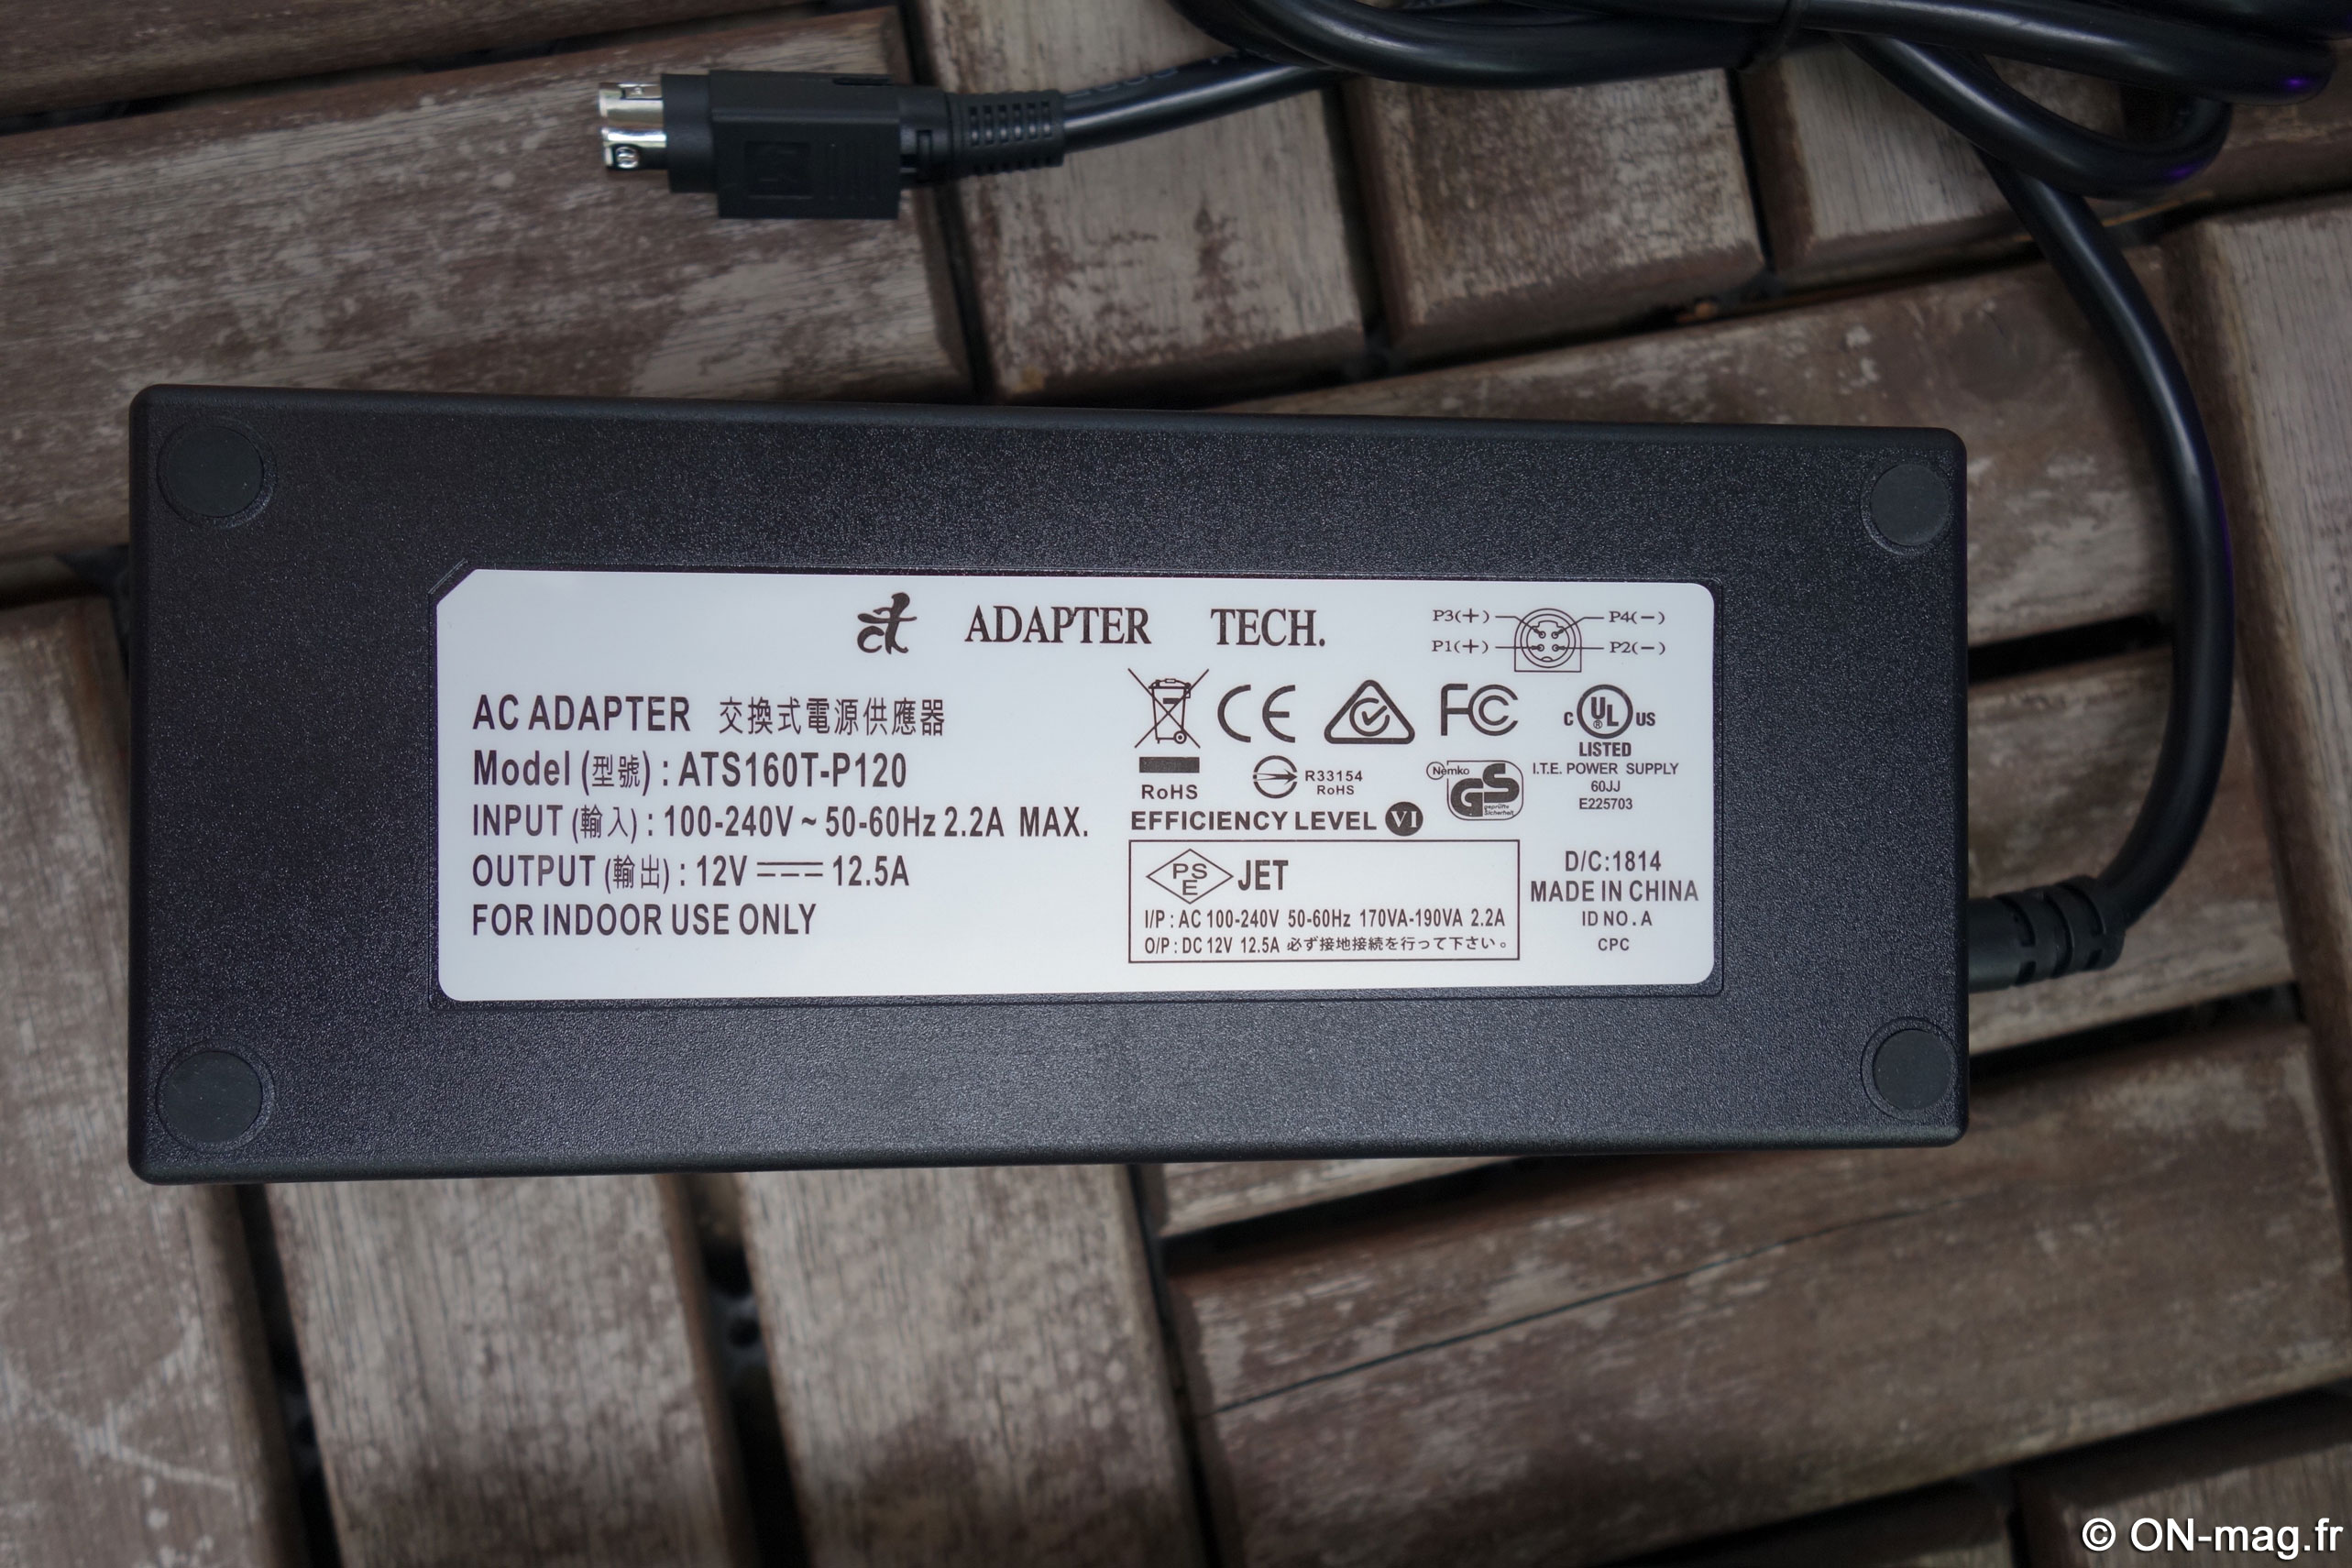 ADAPTER TECH.
P3(+) P4(-)
P1(+) P2(-)
AC ADAPTER 交換式電源供應器
Model (型號) : ATS160T-P120
INPUT (輸入) : 100-240V ~ 50-60Hz 2.2A MAX.
OUTPUT (輸出) : 12V ⎓ 12.5A
FOR INDOOR USE ONLY
CE FC C UL ® US
LISTED
I.T.E. POWER SUPPLY
60JJ
E225703
RoHS
R33154
RoHS
Nemko GS geprüfte Sicherheit
EFFICIENCY LEVEL VI
PSE JET
I/P : AC 100-240V 50-60Hz 170VA-190VA 2.2A
O/P : DC 12V 12.5A 必ず接地接続を行って下さい。
D/C:1814
MADE IN CHINA
ID NO. A
CPC
© ON-mag.fr